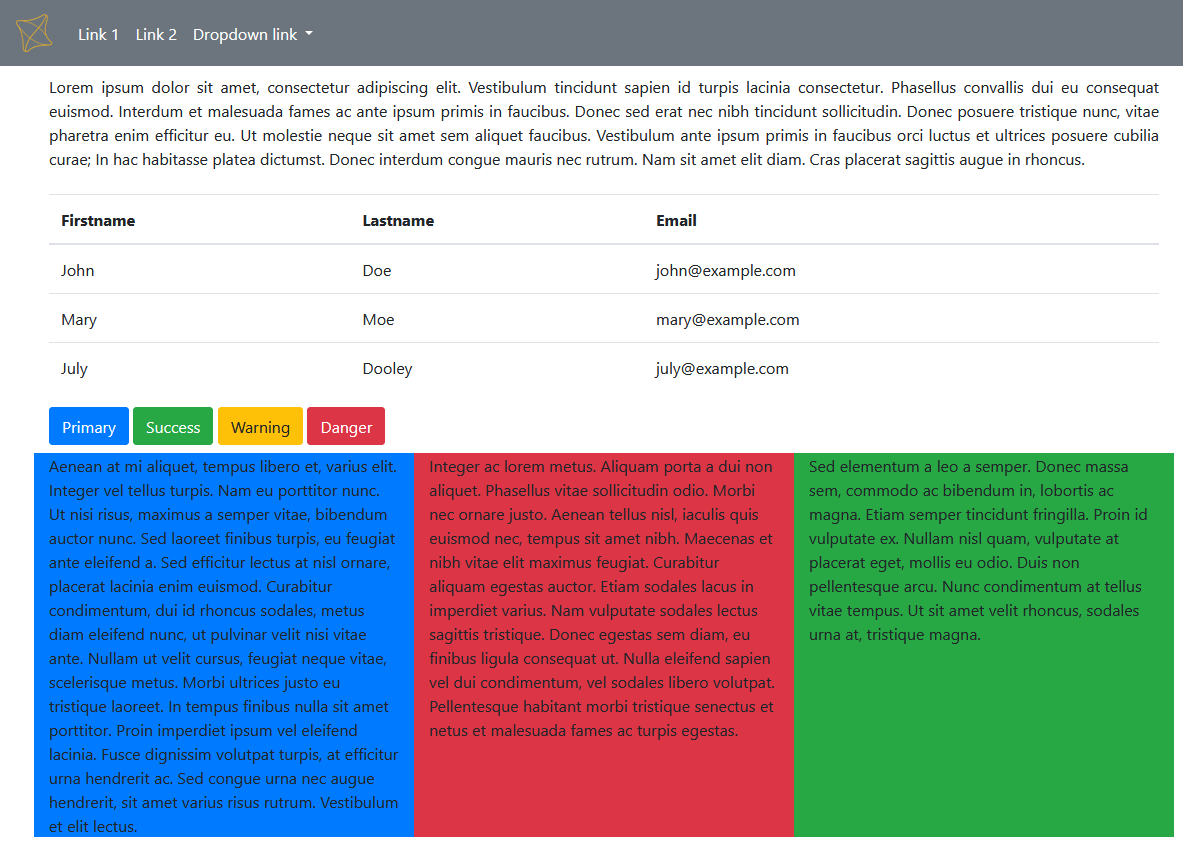 Link 1 Link 2 Dropdown link
Lorem ipsum dolor sit amet, consectetur adipiscing elit. Vestibulum tincidunt sapien id turpis lacinia consectetur. Phasellus convallis dui eu consequat
euismod. Interdum et malesuada fames ac ante ipsum primis in faucibus. Donec sed erat nec nibh tincidunt sollicitudin. Donec posuere tristique nunc, vitae
pharetra enim efficitur eu. Ut molestie neque sit amet sem aliquet faucibus. Vestibulum ante ipsum primis in faucibus orci luctus et ultrices posuere cubilia
curae; In hac habitasse platea dictumst. Donec interdum congue mauris nec rutrum. Nam sit amet elit diam. Cras placerat sagittis augue in rhoncus.
Firstname Lastname Email
John Doe john@example.com
Mary Moe mary@example.com
July Dooley july@example.com
Primary Success Warning Danger
Aenean at mi aliquet, tempus libero et, varius elit.
Integer vel tellus turpis. Nam eu porttitor nunc.
Ut nisi risus, maximus a semper vitae, bibendum
auctor nunc. Sed laoreet finibus turpis, eu feugiat
ante eleifend a. Sed efficitur lectus at nisl ornare,
placerat lacinia enim euismod. Curabitur
condimentum, dui id rhoncus sodales, metus
diam eleifend nunc, ut pulvinar velit nisi vitae
ante. Nullam ut velit cursus, feugiat neque vitae,
scelerisque metus. Morbi ultrices justo eu
tristique laoreet. In tempus finibus nulla sit amet
porttitor. Proin imperdiet ipsum vel eleifend
lacinia. Fusce dignissim volutpat turpis, at efficitur
urna hendrerit ac. Sed congue urna nec augue
hendrerit, sit amet varius risus rutrum. Vestibulum
et elit lectus.
Integer ac lorem metus. Aliquam porta a dui non
aliquet. Phasellus vitae sollicitudin odio. Morbi
nec ornare justo. Aenean tellus nisl, iaculis quis
euismod nec, tempus sit amet nibh. Maecenas et
nibh vitae elit maximus feugiat. Curabitur
aliquam egestas auctor. Etiam sodales lacus in
imperdiet varius. Nam vulputate sodales lectus
sagittis tristique. Donec egestas sem diam, eu
finibus ligula consequat ut. Nulla eleifend sapien
vel dui condimentum, vel sodales libero volutpat.
Pellentesque habitant morbi tristique senectus et
netus et malesuada fames ac turpis egestas.
Sed elementum a leo a semper. Donec massa
sem, commodo ac bibendum in, lobortis ac
magna. Etiam semper tincidunt fringilla. Proin id
vulputate ex. Nullam nisl quam, vulputate at
placerat eget, mollis eu odio. Duis non
pellentesque arcu. Nunc condimentum at tellus
vitae tempus. Ut sit amet velit rhoncus, sodales
urna at, tristique magna.